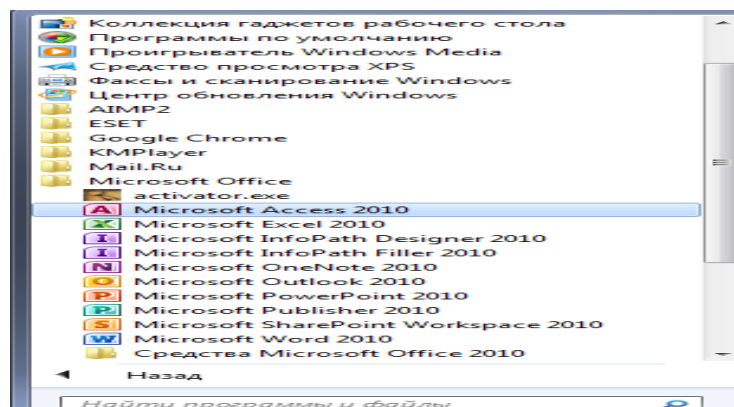 Коллекция гаджетов рабочего стола
Программы по умолчанию
Проигрыватель Windows Media
Средство просмотра XPS
Факсы и сканирование Windows
Центр обновления Windows
AIMP2
ESET
Google Chrome
KMPlayer
Mail.Ru
Microsoft Office
activator.exe
Microsoft Access 2010
Microsoft Excel 2010
Microsoft InfoPath Designer 2010
Microsoft InfoPath Filler 2010
Microsoft OneNote 2010
Microsoft Outlook 2010
Microsoft PowerPoint 2010
Microsoft Publisher 2010
Microsoft SharePoint Workspace 2010
Microsoft Word 2010
Средства Microsoft Office 2010
Назад
Найти программы и файлы